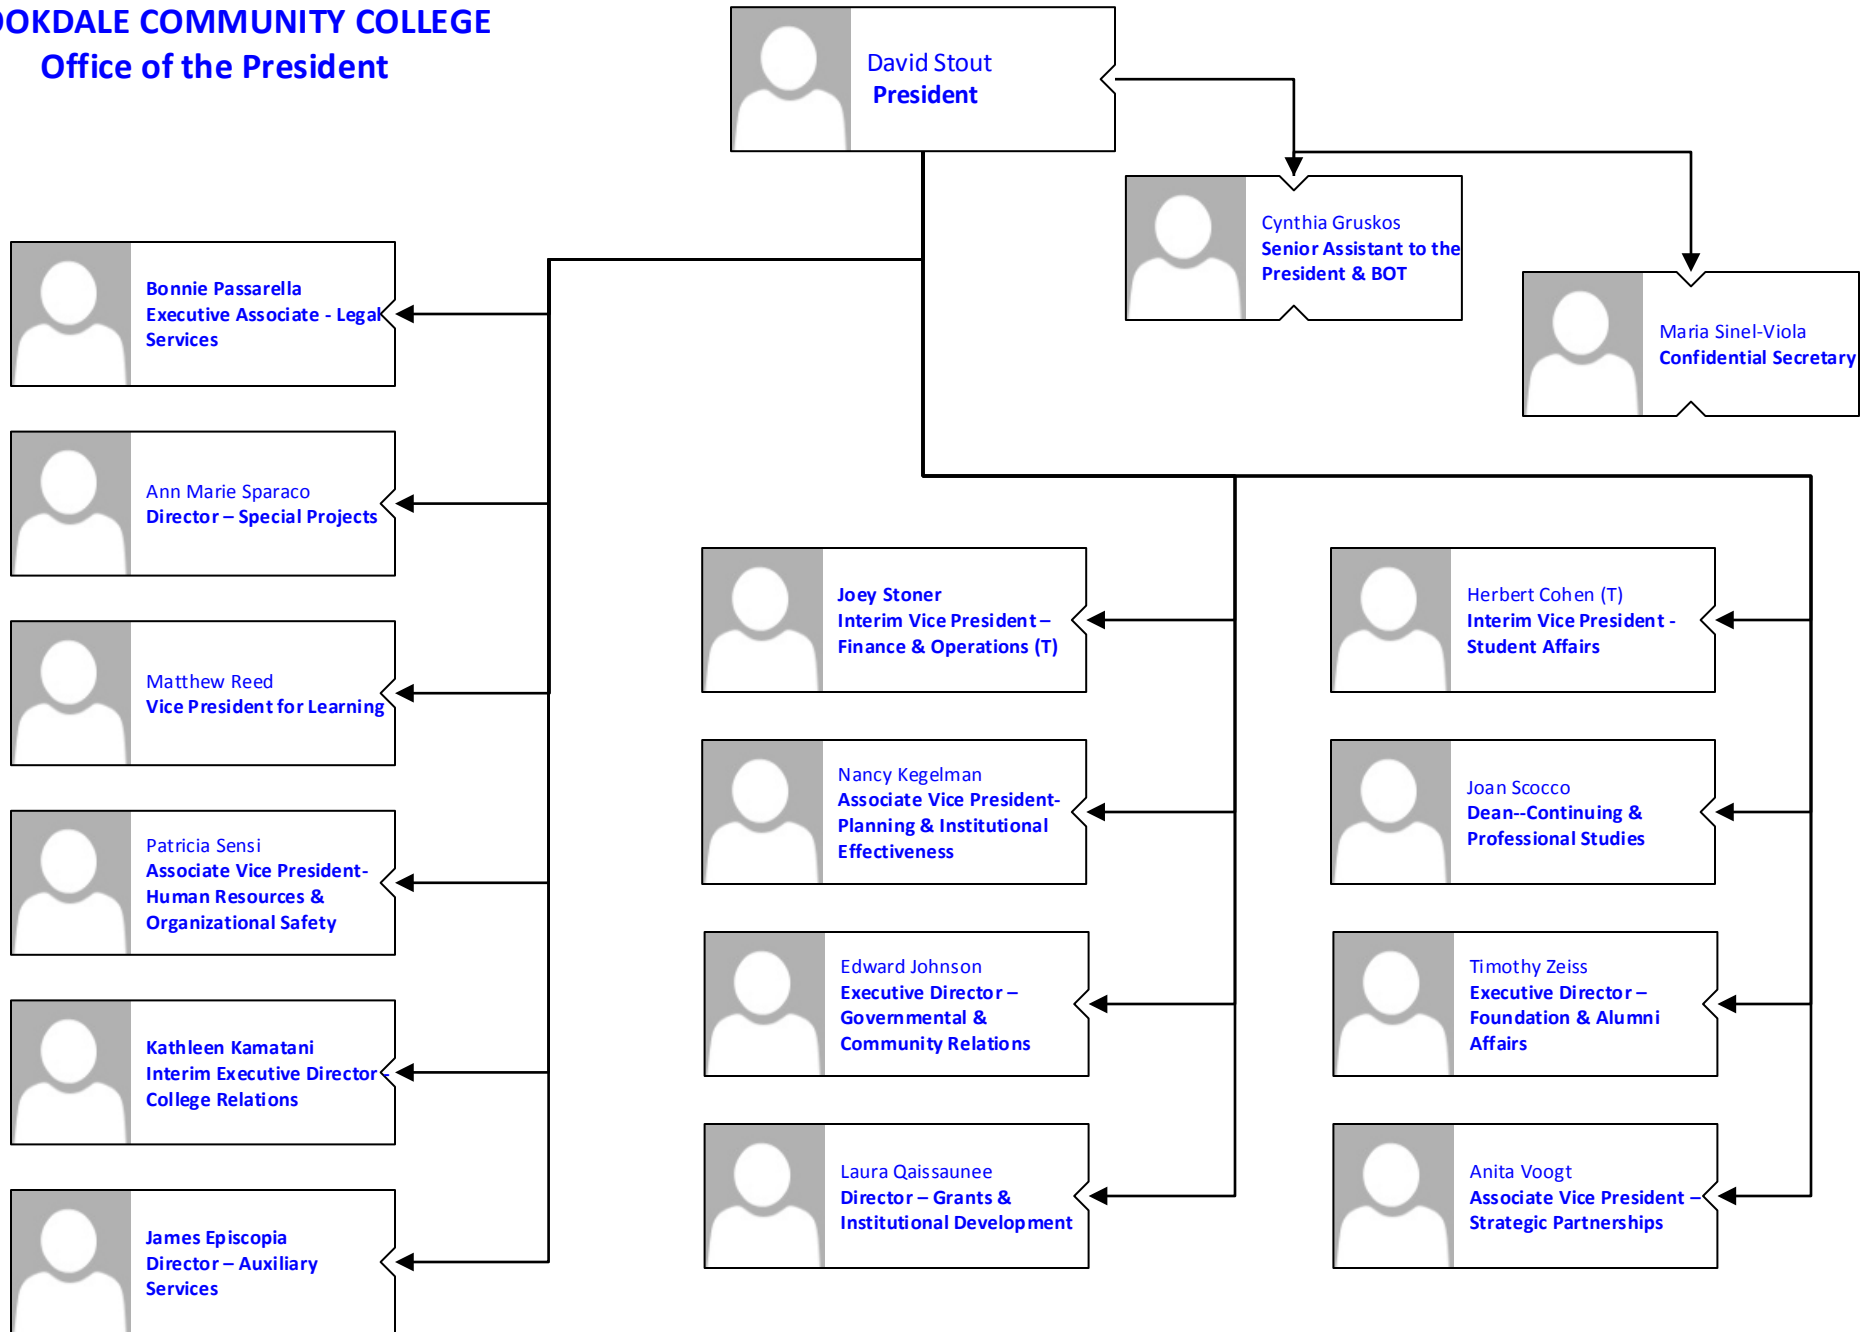 OOKDALE COMMUNITY COLLEGE
Office of the President
David Stout
President
Cynthia Gruskos
Senior Assistant to the
President & BOT
Maria Sinel-Viola
Confidential Secretary
Bonnie Passarella
Executive Associate - Legal
Services
Ann Marie Sparaco
Director – Special Projects
Matthew Reed
Vice President for Learning
Patricia Sensi
Associate Vice President-
Human Resources &
Organizational Safety
Kathleen Kamatani
Interim Executive Director -
College Relations
James Episcopia
Director – Auxiliary
Services
Joey Stoner
Interim Vice President –
Finance & Operations (T)
Nancy Kegelman
Associate Vice President-
Planning & Institutional
Effectiveness
Edward Johnson
Executive Director –
Governmental &
Community Relations
Laura Qaissaunee
Director – Grants &
Institutional Development
Herbert Cohen (T)
Interim Vice President -
Student Affairs
Joan Scocco
Dean--Continuing &
Professional Studies
Timothy Zeiss
Executive Director –
Foundation & Alumni
Affairs
Anita Voogt
Associate Vice President –
Strategic Partnerships